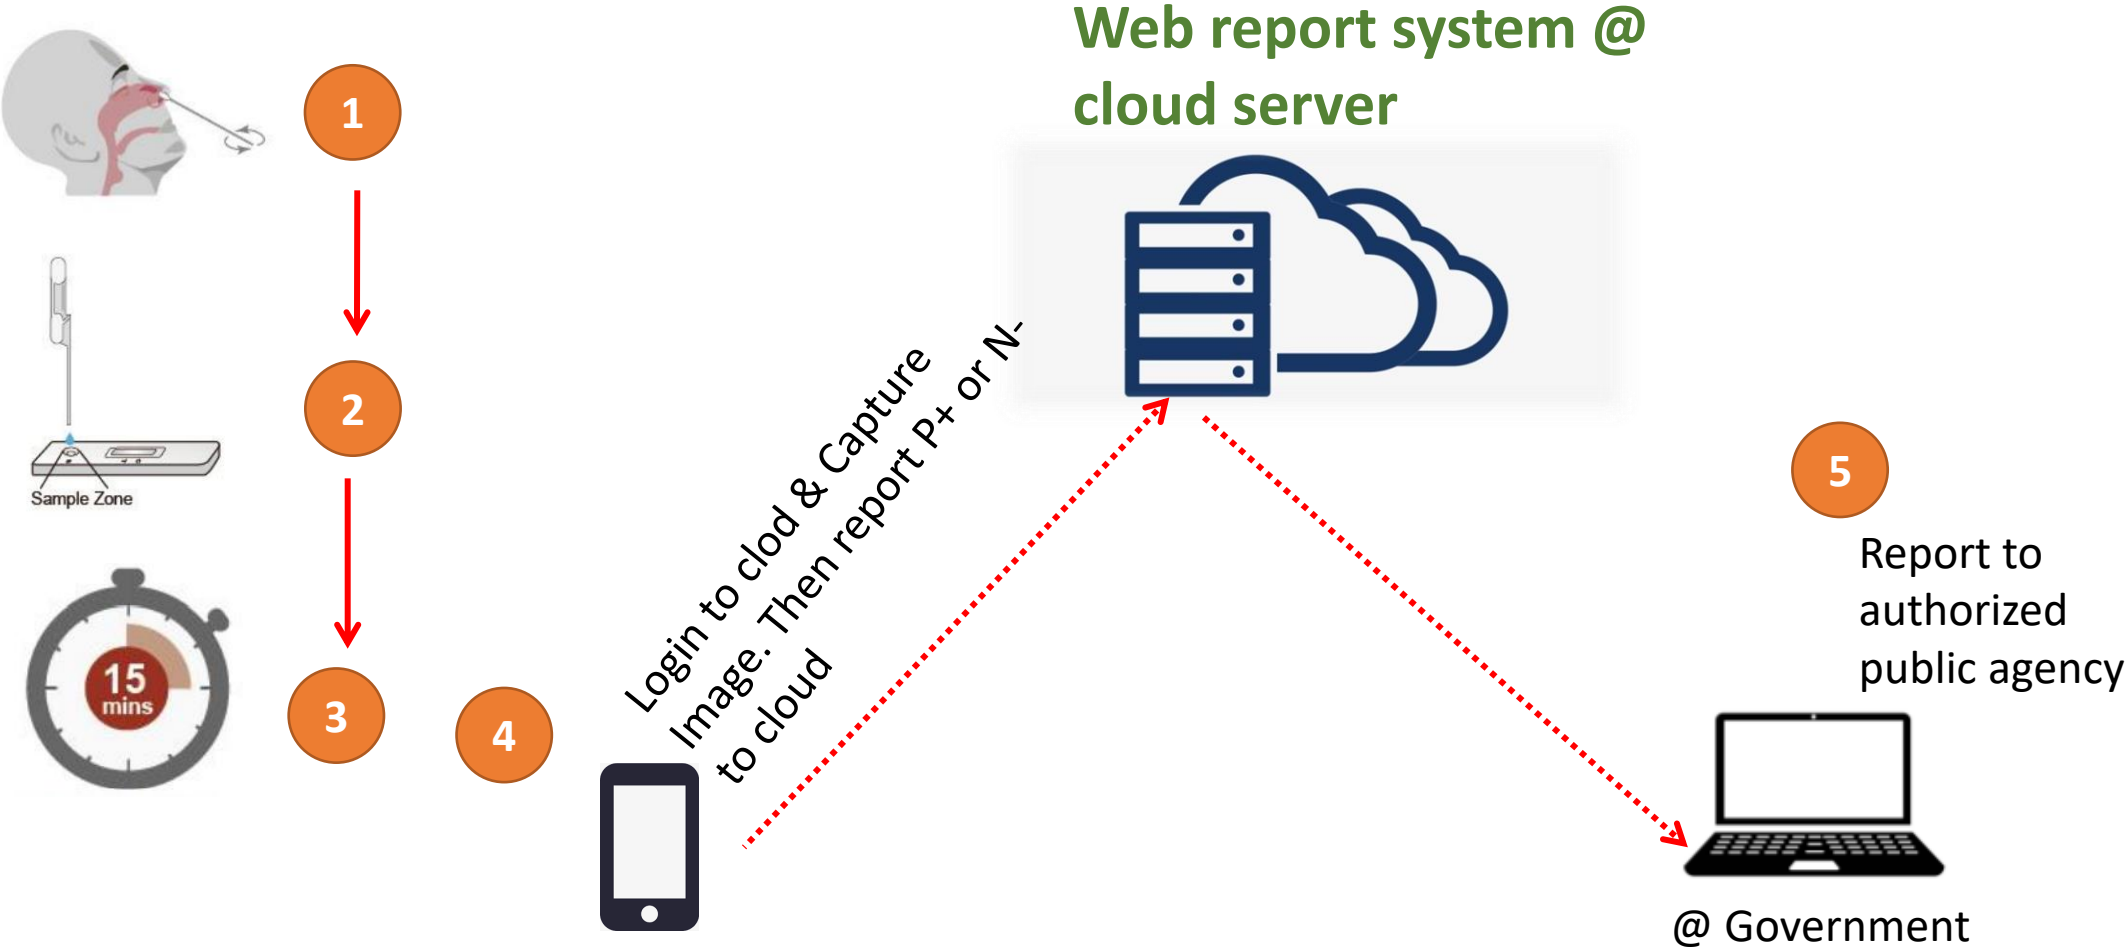 Web report system @
cloud server
1
2
Sample Zone
15
mins
3
4
Login to clod & Capture
Image. Then report P+ or N-
to cloud
5
Report to
authorized
public agency
@ Government